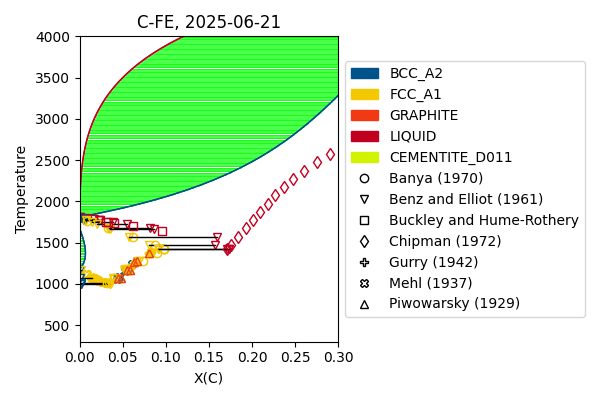 C-FE, 2025-06-21
Temperature
4000
3500
3000
2500
2000
1500
1000
500
0.00 0.05 0.10 0.15 0.20 0.25 0.30
X(C)
BCC_A2
FCC_A1
GRAPHITE
LIQUID
CEMENTITE_D011
Banya (1970)
Benz and Elliot (1961)
Buckley and Hume-Rothery
Chipman (1972)
Gurry (1942)
Mehl (1937)
Piwowarsky (1929)